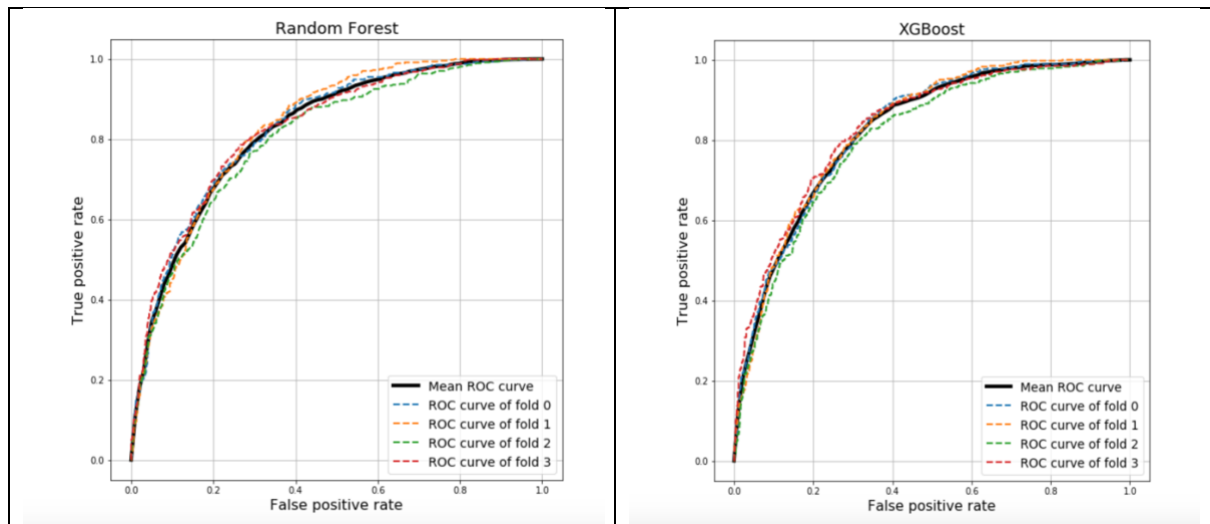 Random Forest
1.0
0.8
0.6
0.4
0.2
0.0
True positive rate
Mean ROC curve
ROC curve of fold 0
ROC curve of fold 1
ROC curve of fold 2
ROC curve of fold 3
0.0 0.2 0.4 0.6 0.8 1.0
False positive rate
XGBoost
1.0
0.8
0.6
0.4
0.2
0.0
True positive rate
Mean ROC curve
ROC curve of fold 0
ROC curve of fold 1
ROC curve of fold 2
ROC curve of fold 3
0.0 0.2 0.4 0.6 0.8 1.0
False positive rate